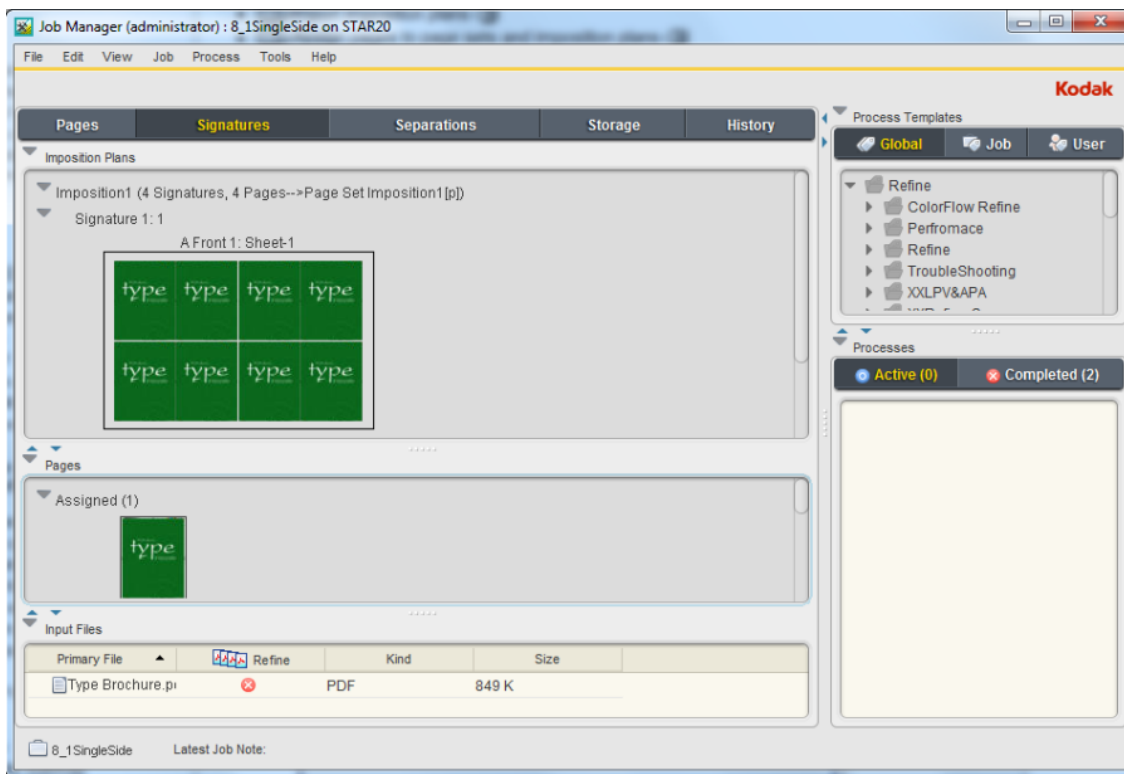 Job Manager (administrator) : 8_1SingleSide on STAR20
File Edit View Job Process Tools Help
Kodak
Pages Signatures Separations Storage History
Imposition Plans
Imposition1 (4 Signatures, 4 Pages-->Page Set Imposition1[p])
Signature 1: 1
A Front 1: Sheet-1
type type type type
type type type type
Pages
Assigned (1)
type
Input Files
Primary File Refine Kind Size
Type Brochure.p PDF 849 K
8_1SingleSide Latest Job Note:
Process Templates
Global Job User
Refine
ColorFlow Refine
Perfromace
Refine
TroubleShooting
XXLPV&APA
Processes
Active (0) Completed (2)